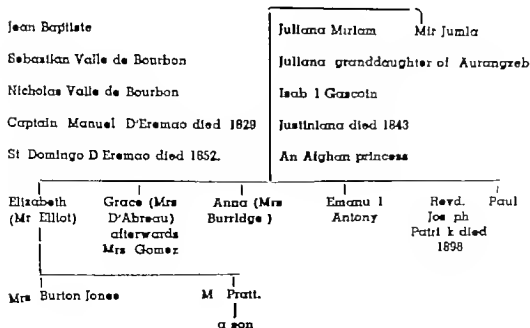 Jean Baptiste
Juliana Miriam Mir Jumla
Sebastian Valle de Bourbon
Juliana granddaughter of Aurangzeb
Nicholas Valle de Bourbon
Isab l Gascoin
Captain Manuel D'Eremao died 1829
Justiniana died 1843
St Domingo D Eremao died 1852.
An Afghan princess
Elizabeth (Mr Elliot)
Grace (Mrs D'Abreau) afterwards Mrs Gomez
Anna (Mrs Burridge )
Emanu l Antony
Revd. Jos ph Patri k died 1898
Paul
Mrs Burton Jones
M Pratt.
a son